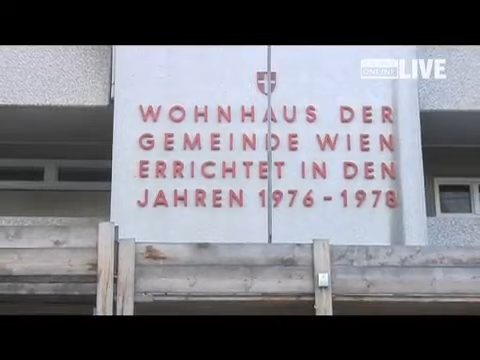 ONLINE LIVE
WOHNHAUS DER
GEMEINDE WIEN
ERRICHTET IN DEN
JAHREN 1976 - 1978